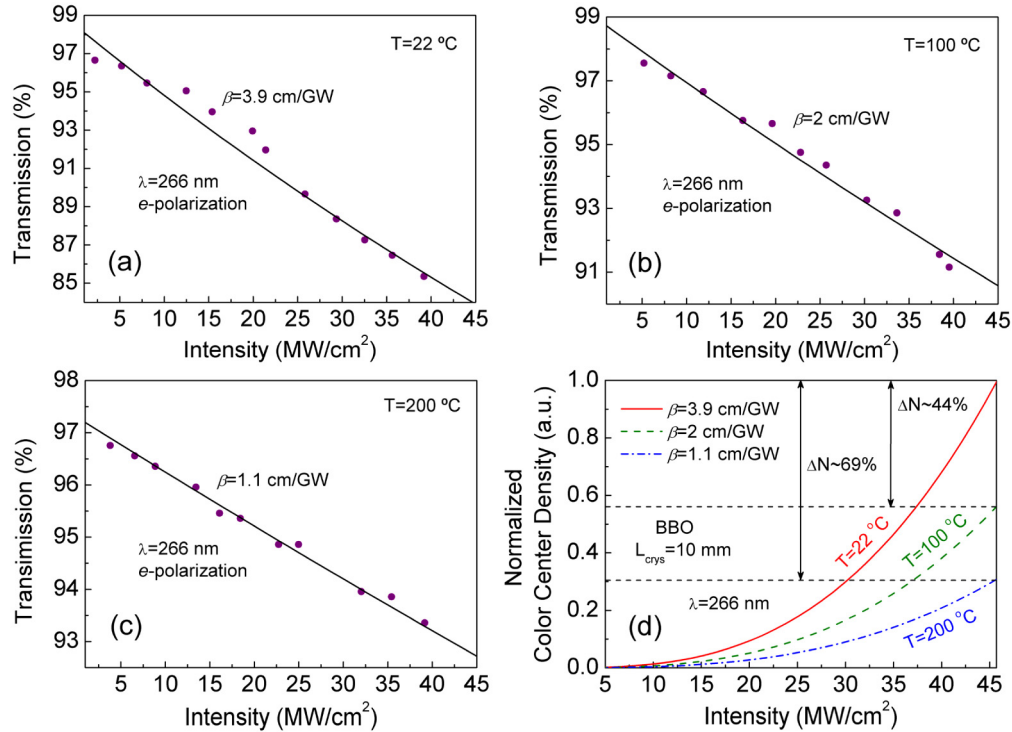 99
97
95
93
91
89
87
85
Transmission (%)
T=22 ºC
β=3.9 cm/GW
λ=266 nm
e-polarization
(a)
5 10 15 20 25 30 35 40 45
Intensity (MW/cm²)
99
97
95
93
91
Transmission (%)
T=100 ºC
β=2 cm/GW
λ=266 nm
e-polarization
(b)
5 10 15 20 25 30 35 40 45
Intensity (MW/cm²)
98
97
96
95
94
93
Transimission (%)
T=200 ºC
β=1.1 cm/GW
λ=266 nm
e-polarization
(c)
5 10 15 20 25 30 35 40 45
Intensity (MW/cm²)
1.0
0.8
0.6
0.4
0.2
0.0
Normalized
Color Center Density (a.u.)
β=3.9 cm/GW
β=2 cm/GW
β=1.1 cm/GW
ΔN~44%
ΔN~69%
BBO
Lcrys=10 mm
λ=266 nm
T=22 °C
T=100 °C
T=200 °C
(d)
5 10 15 20 25 30 35 40 45
Intensity (MW/cm²)